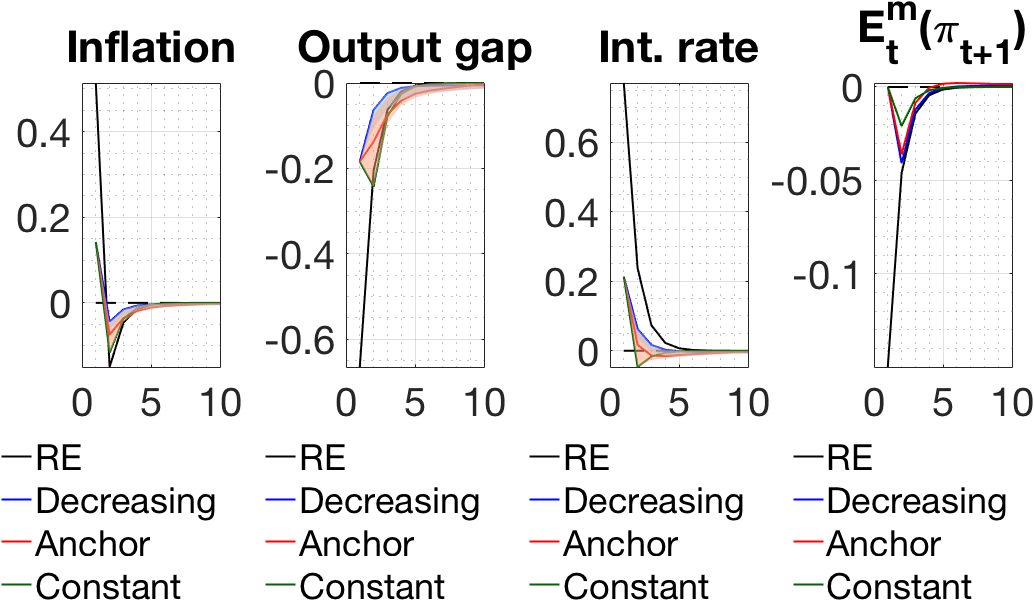 Inflation
0.4
0.2
0
0 5 10
RE
Decreasing
Anchor
Constant
Output gap
0
-0.2
-0.4
-0.6
0 5 10
RE
Decreasing
Anchor
Constant
Int. rate
0.6
0.4
0.2
0
0 5 10
RE
Decreasing
Anchor
Constant
E_t^m(π_{t+1})
0
-0.05
-0.1
0 5 10
RE
Decreasing
Anchor
Constant